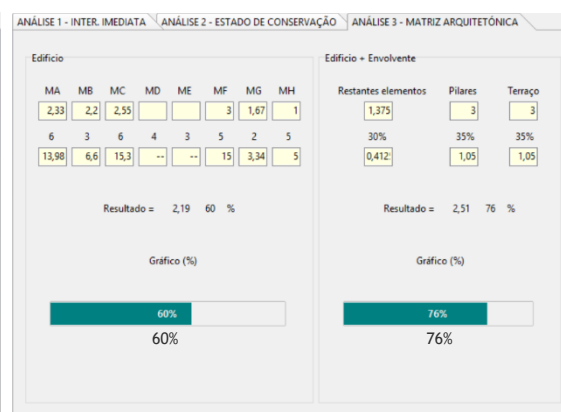 ANÁLISE 1 - INTER. IMEDIATA ANÁLISE 2 - ESTADO DE CONSERVAÇÃO ANÁLISE 3 - MATRIZ ARQUITETÓNICA
Edifício
MA MB MC MD ME MF MG MH
2,33 2,2 2,55 3 1,67 1
6 3 6 4 3 5 2 5
13,98 6,6 15,3 -- -- 15 3,34 5
Resultado = 2,19 60 %
Gráfico (%)
60%
60%
Edifício + Envolvente
Restantes elementos Pilares Terraço
1,375 3 3
30% 35% 35%
0,412 1,05 1,05
Resultado = 2,51 76 %
Gráfico (%)
76%
76%